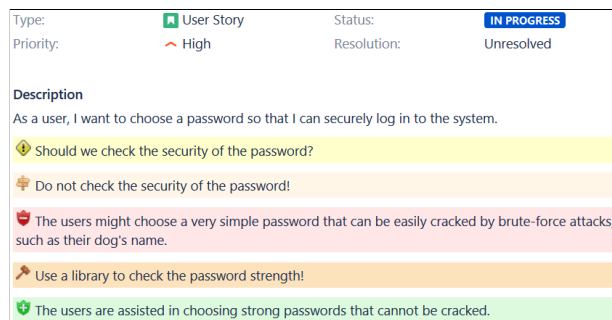 Type: User Story Status: IN PROGRESS
Priority: High Resolution: Unresolved
Description
As a user, I want to choose a password so that I can securely log in to the system.
Should we check the security of the password?
Do not check the security of the password!
The users might choose a very simple password that can be easily cracked by brute-force attacks,
such as their dog's name.
Use a library to check the password strength!
The users are assisted in choosing strong passwords that cannot be cracked.